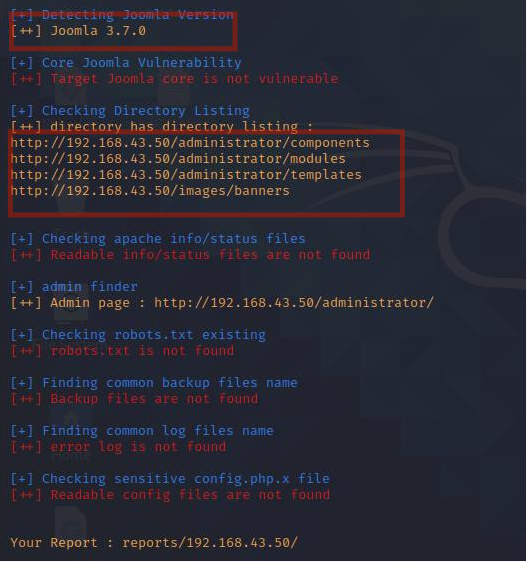 [+] Detecting Joomla Version
[++] Joomla 3.7.0
[+] Core Joomla Vulnerability
[++] Target Joomla core is not vulnerable
[+] Checking Directory Listing
[++] directory has directory listing :
http://192.168.43.50/administrator/components
http://192.168.43.50/administrator/modules
http://192.168.43.50/administrator/templates
http://192.168.43.50/images/banners
[+] Checking apache info/status files
[++] Readable info/status files are not found
[+] admin finder
[++] Admin page : http://192.168.43.50/administrator/
[+] Checking robots.txt existing
[++] robots.txt is not found
[+] Finding common backup files name
[++] Backup files are not found
[+] Finding common log files name
[++] error log is not found
[+] Checking sensitive config.php.x file
[++] Readable config files are not found
Your Report : reports/192.168.43.50/